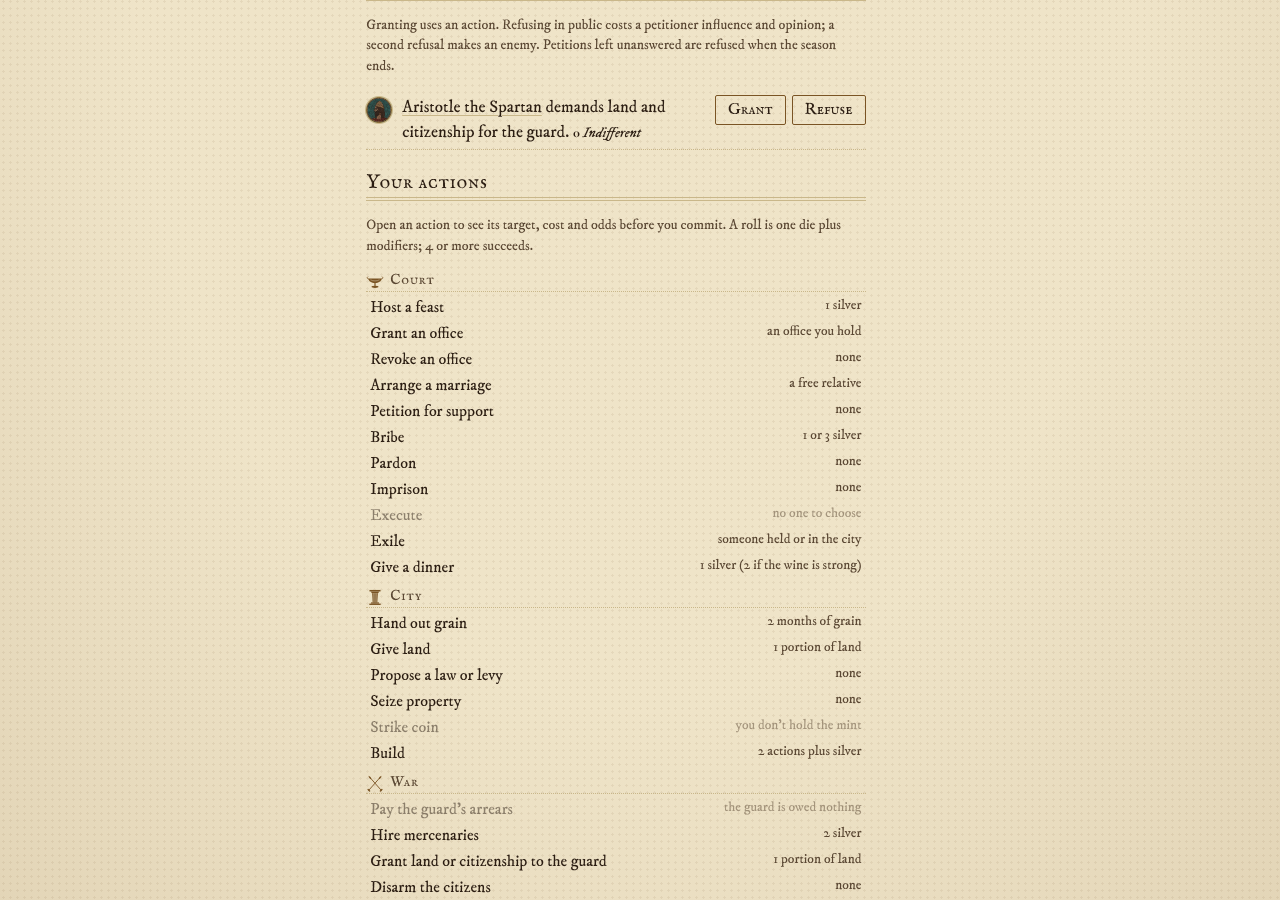 Granting uses an action. Refusing in public costs a petitioner influence and opinion; a
second refusal makes an enemy. Petitions left unanswered are refused when the season
ends.
Aristotle the Spartan demands land and
citizenship for the guard. 0 Indifferent
Grant
Refuse
Your actions
Open an action to see its target, cost and odds before you commit. A roll is one die plus
modifiers; 4 or more succeeds.
Court
Host a feast 1 silver
Grant an office an office you hold
Revoke an office none
Arrange a marriage a free relative
Petition for support none
Bribe 1 or 3 silver
Pardon none
Imprison none
Execute no one to choose
Exile someone held or in the city
Give a dinner 1 silver (2 if the wine is strong)
City
Hand out grain 2 months of grain
Give land 1 portion of land
Propose a law or levy none
Seize property none
Strike coin you don't hold the mint
Build 2 actions plus silver
War
Pay the guard's arrears the guard is owed nothing
Hire mercenaries 2 silver
Grant land or citizenship to the guard 1 portion of land
Disarm the citizens none